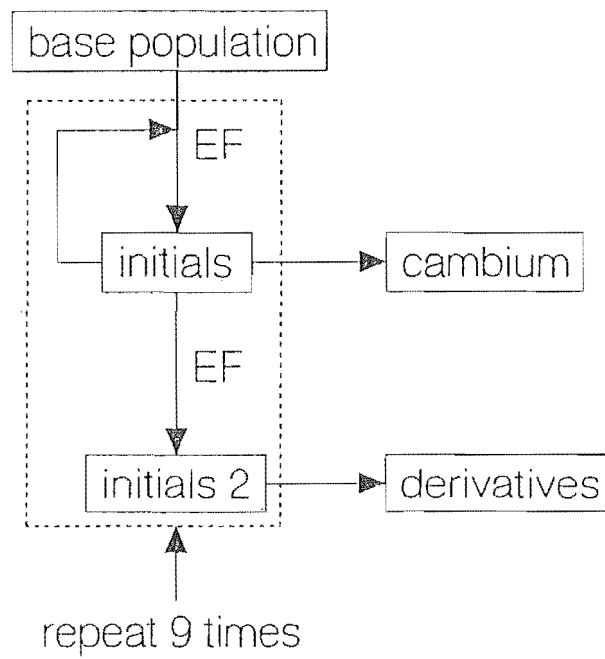 base population
EF
initials
cambium
EF
initials 2
derivatives
repeat 9 times